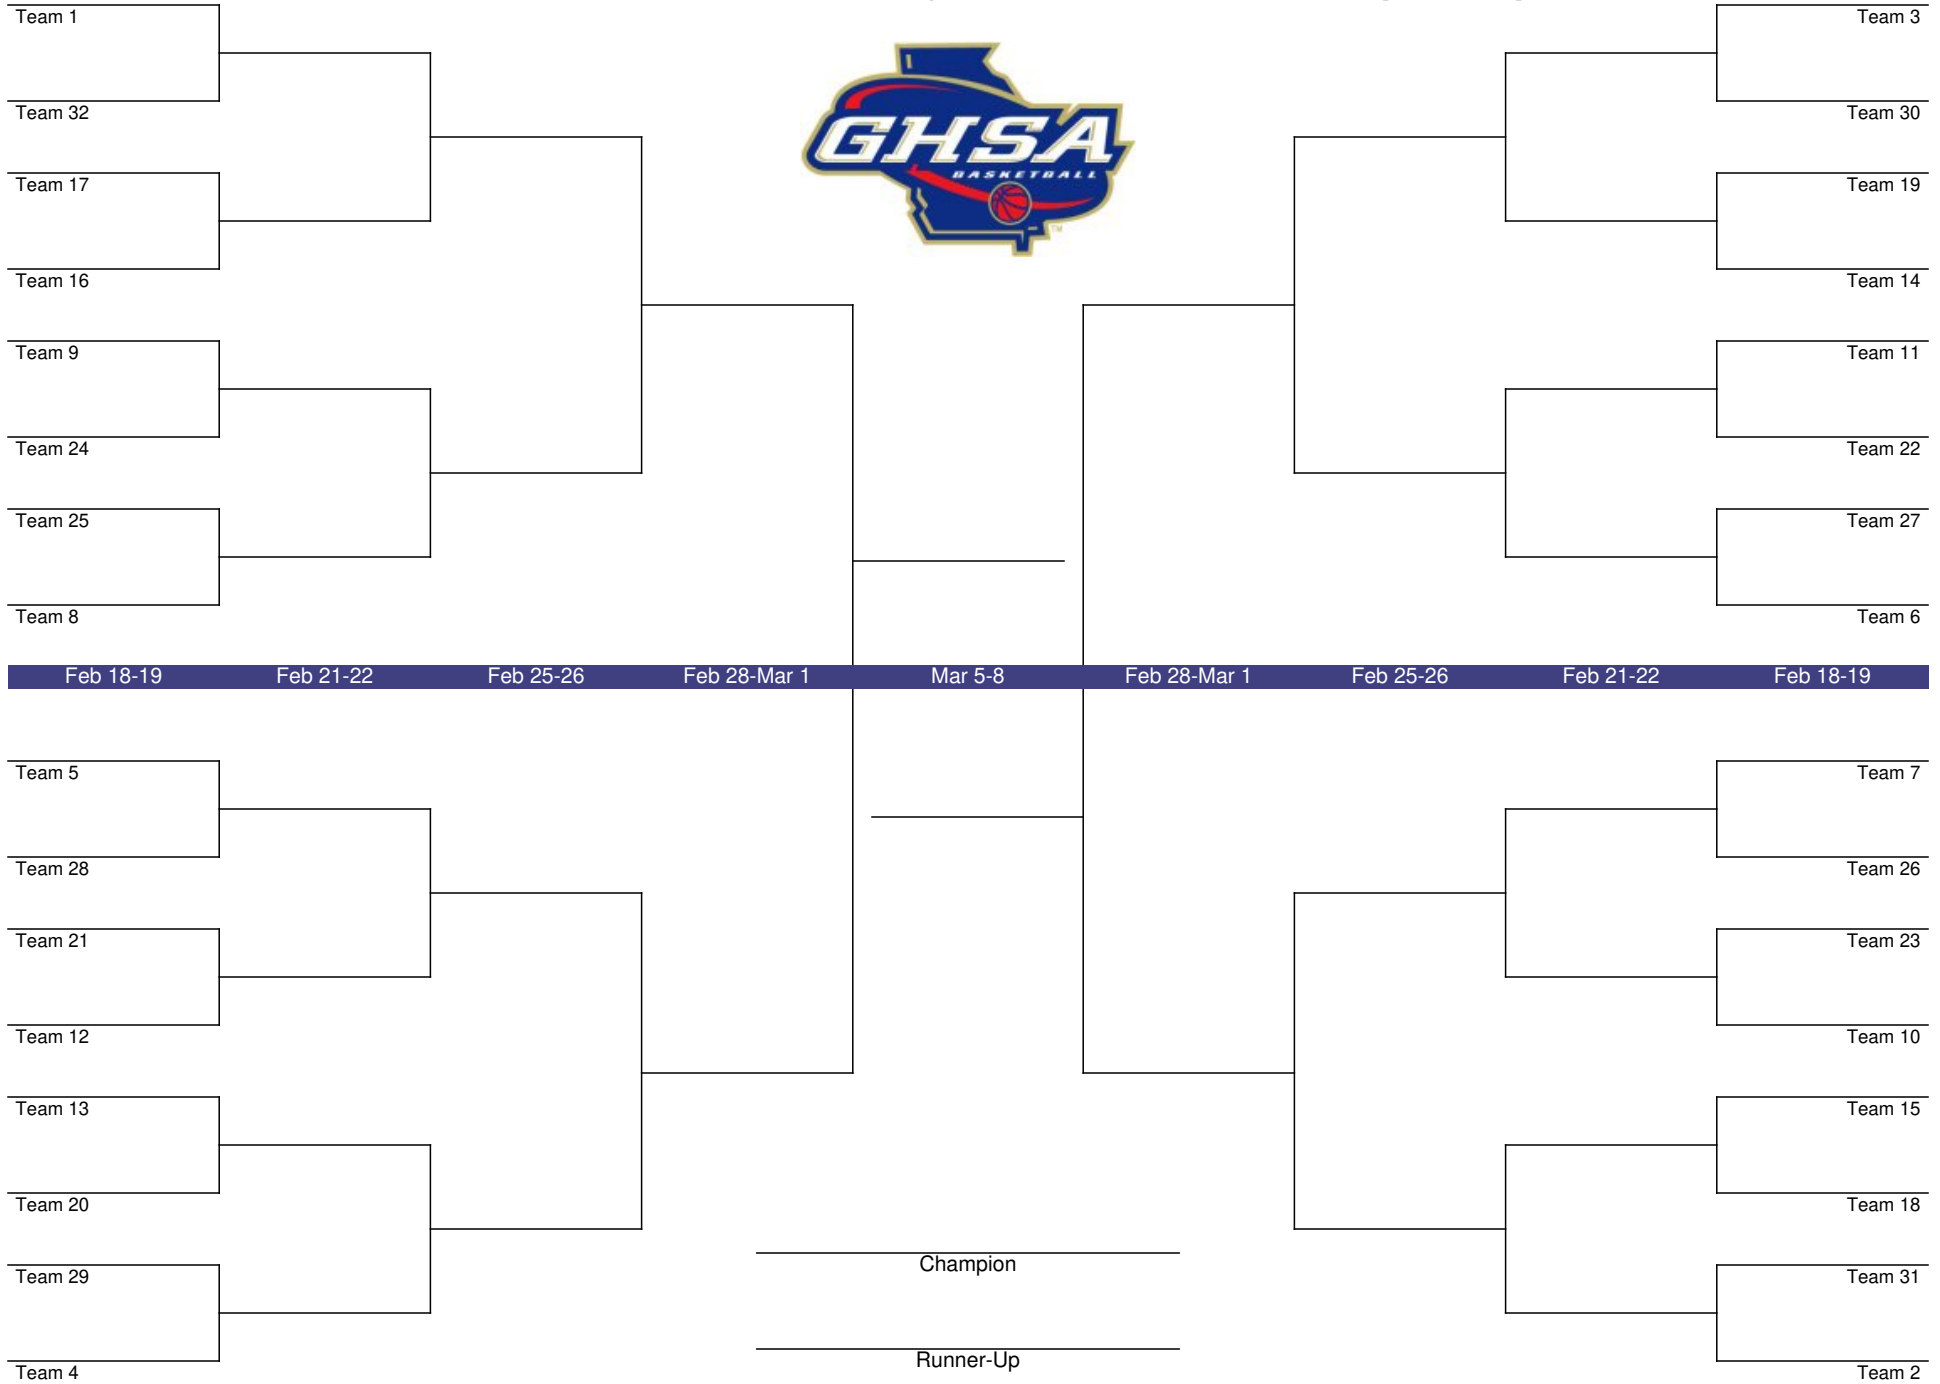 Team 1
Team 3
Team 32
Team 30
GHSA
BASKETBALL
TM
Team 17
Team 19
Team 16
Team 14
Team 9
Team 11
Team 24
Team 22
Team 25
Team 27
Team 8
Team 6
Feb 18-19 Feb 21-22 Feb 25-26 Feb 28-Mar 1 Mar 5-8 Feb 28-Mar 1 Feb 25-26 Feb 21-22 Feb 18-19
Team 5
Team 7
Team 28
Team 26
Team 21
Team 23
Team 12
Team 10
Team 13
Team 15
Team 20
Team 18
Champion
Team 29
Team 31
Runner-Up
Team 4
Team 2